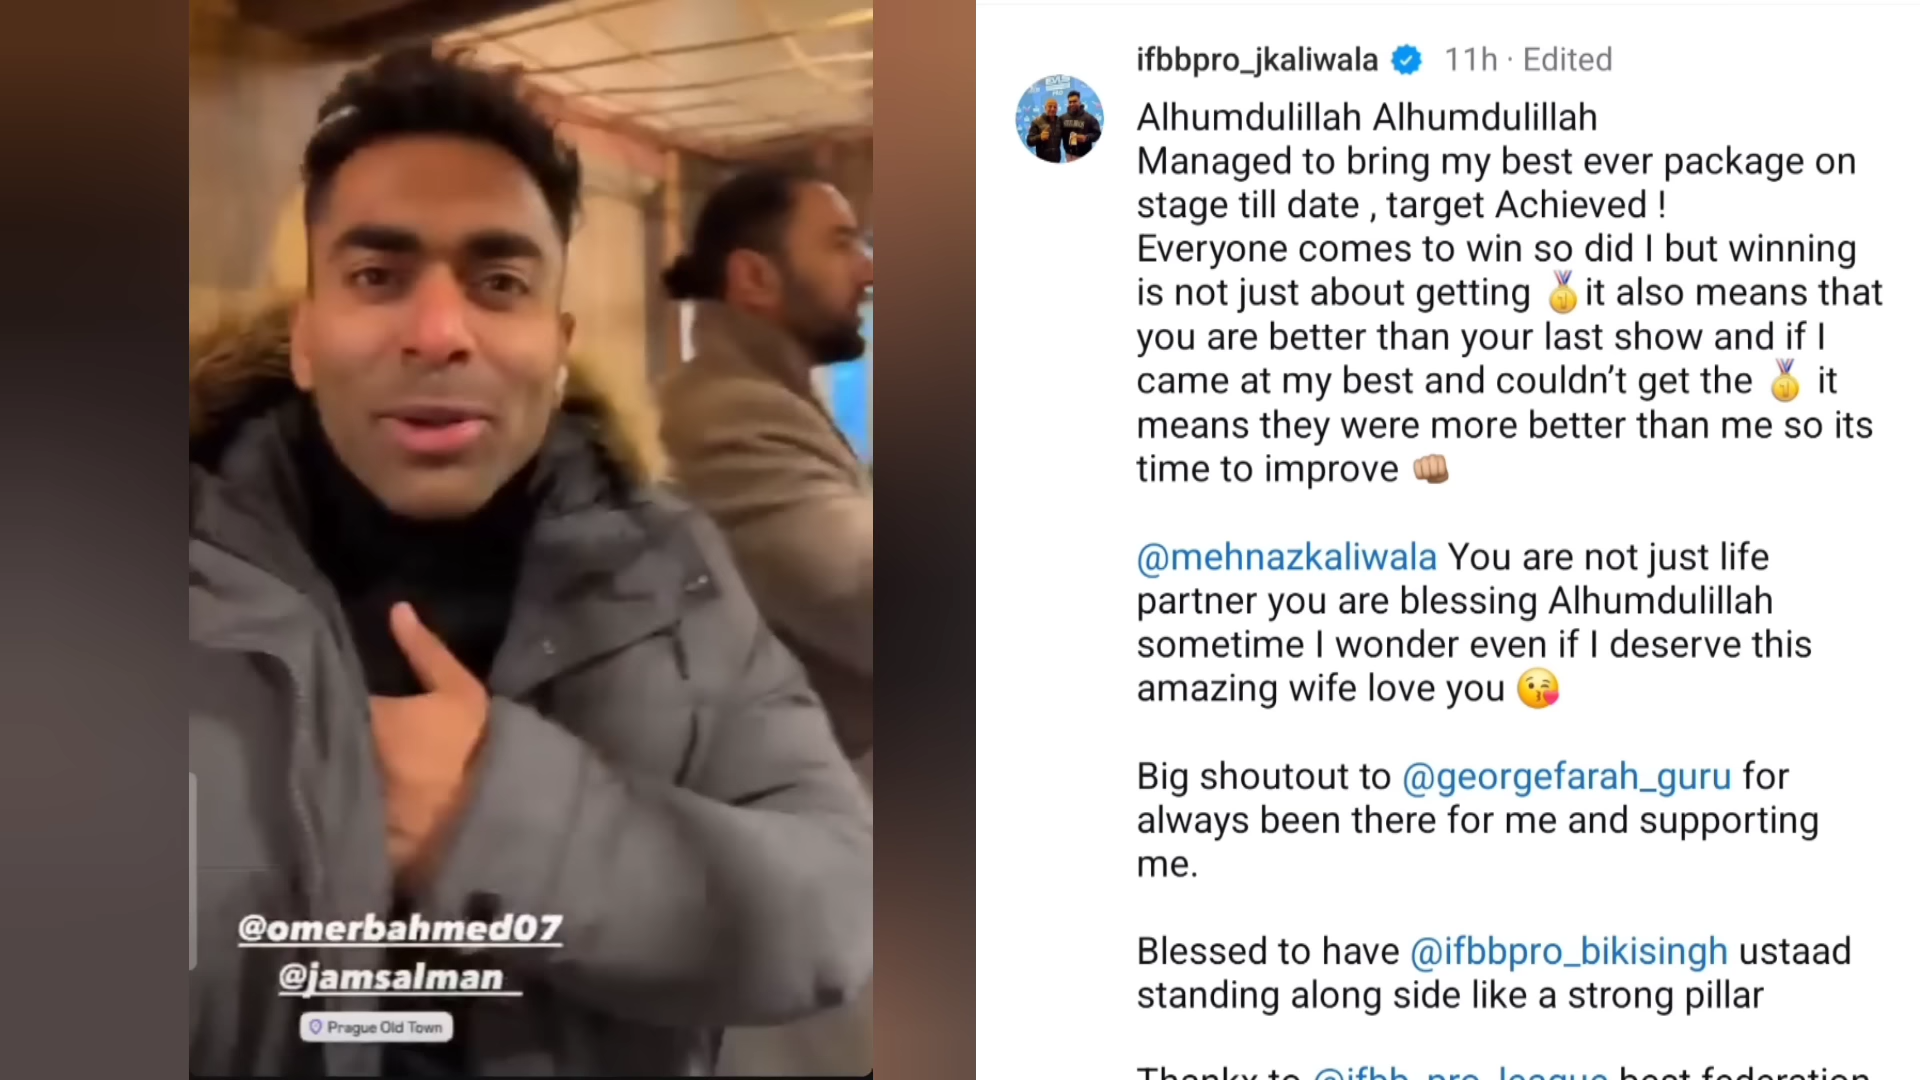 @omerbahmed07
@jamsalman_
Prague Old Town
ifbbpro_jkaliwala 11h · Edited
Alhumdulillah Alhumdulillah
Managed to bring my best ever package on
stage till date , target Achieved !
Everyone comes to win so did I but winning
is not just about getting 🥇it also means that
you are better than your last show and if I
came at my best and couldn’t get the 🥇 it
means they were more better than me so its
time to improve 👊🏼
@mehnazkaliwala You are not just life
partner you are blessing Alhumdulillah
sometime I wonder even if I deserve this
amazing wife love you 😘
Big shoutout to @georgefarah_guru for
always been there for me and supporting
me.
Blessed to have @ifbbpro_bikisingh ustaad
standing along side like a strong pillar
Thankx to @ifbb_pro_league best federation